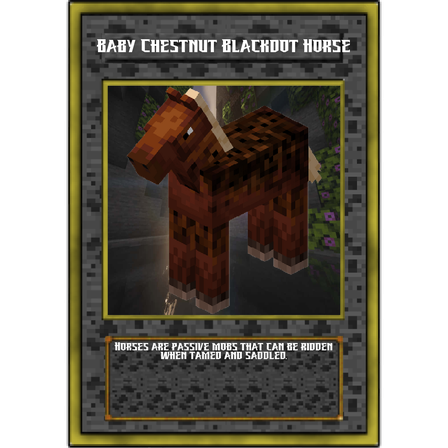 Baby Chestnut Blackdot Horse
Horses are passive mobs that can be ridden
when tamed and saddled.